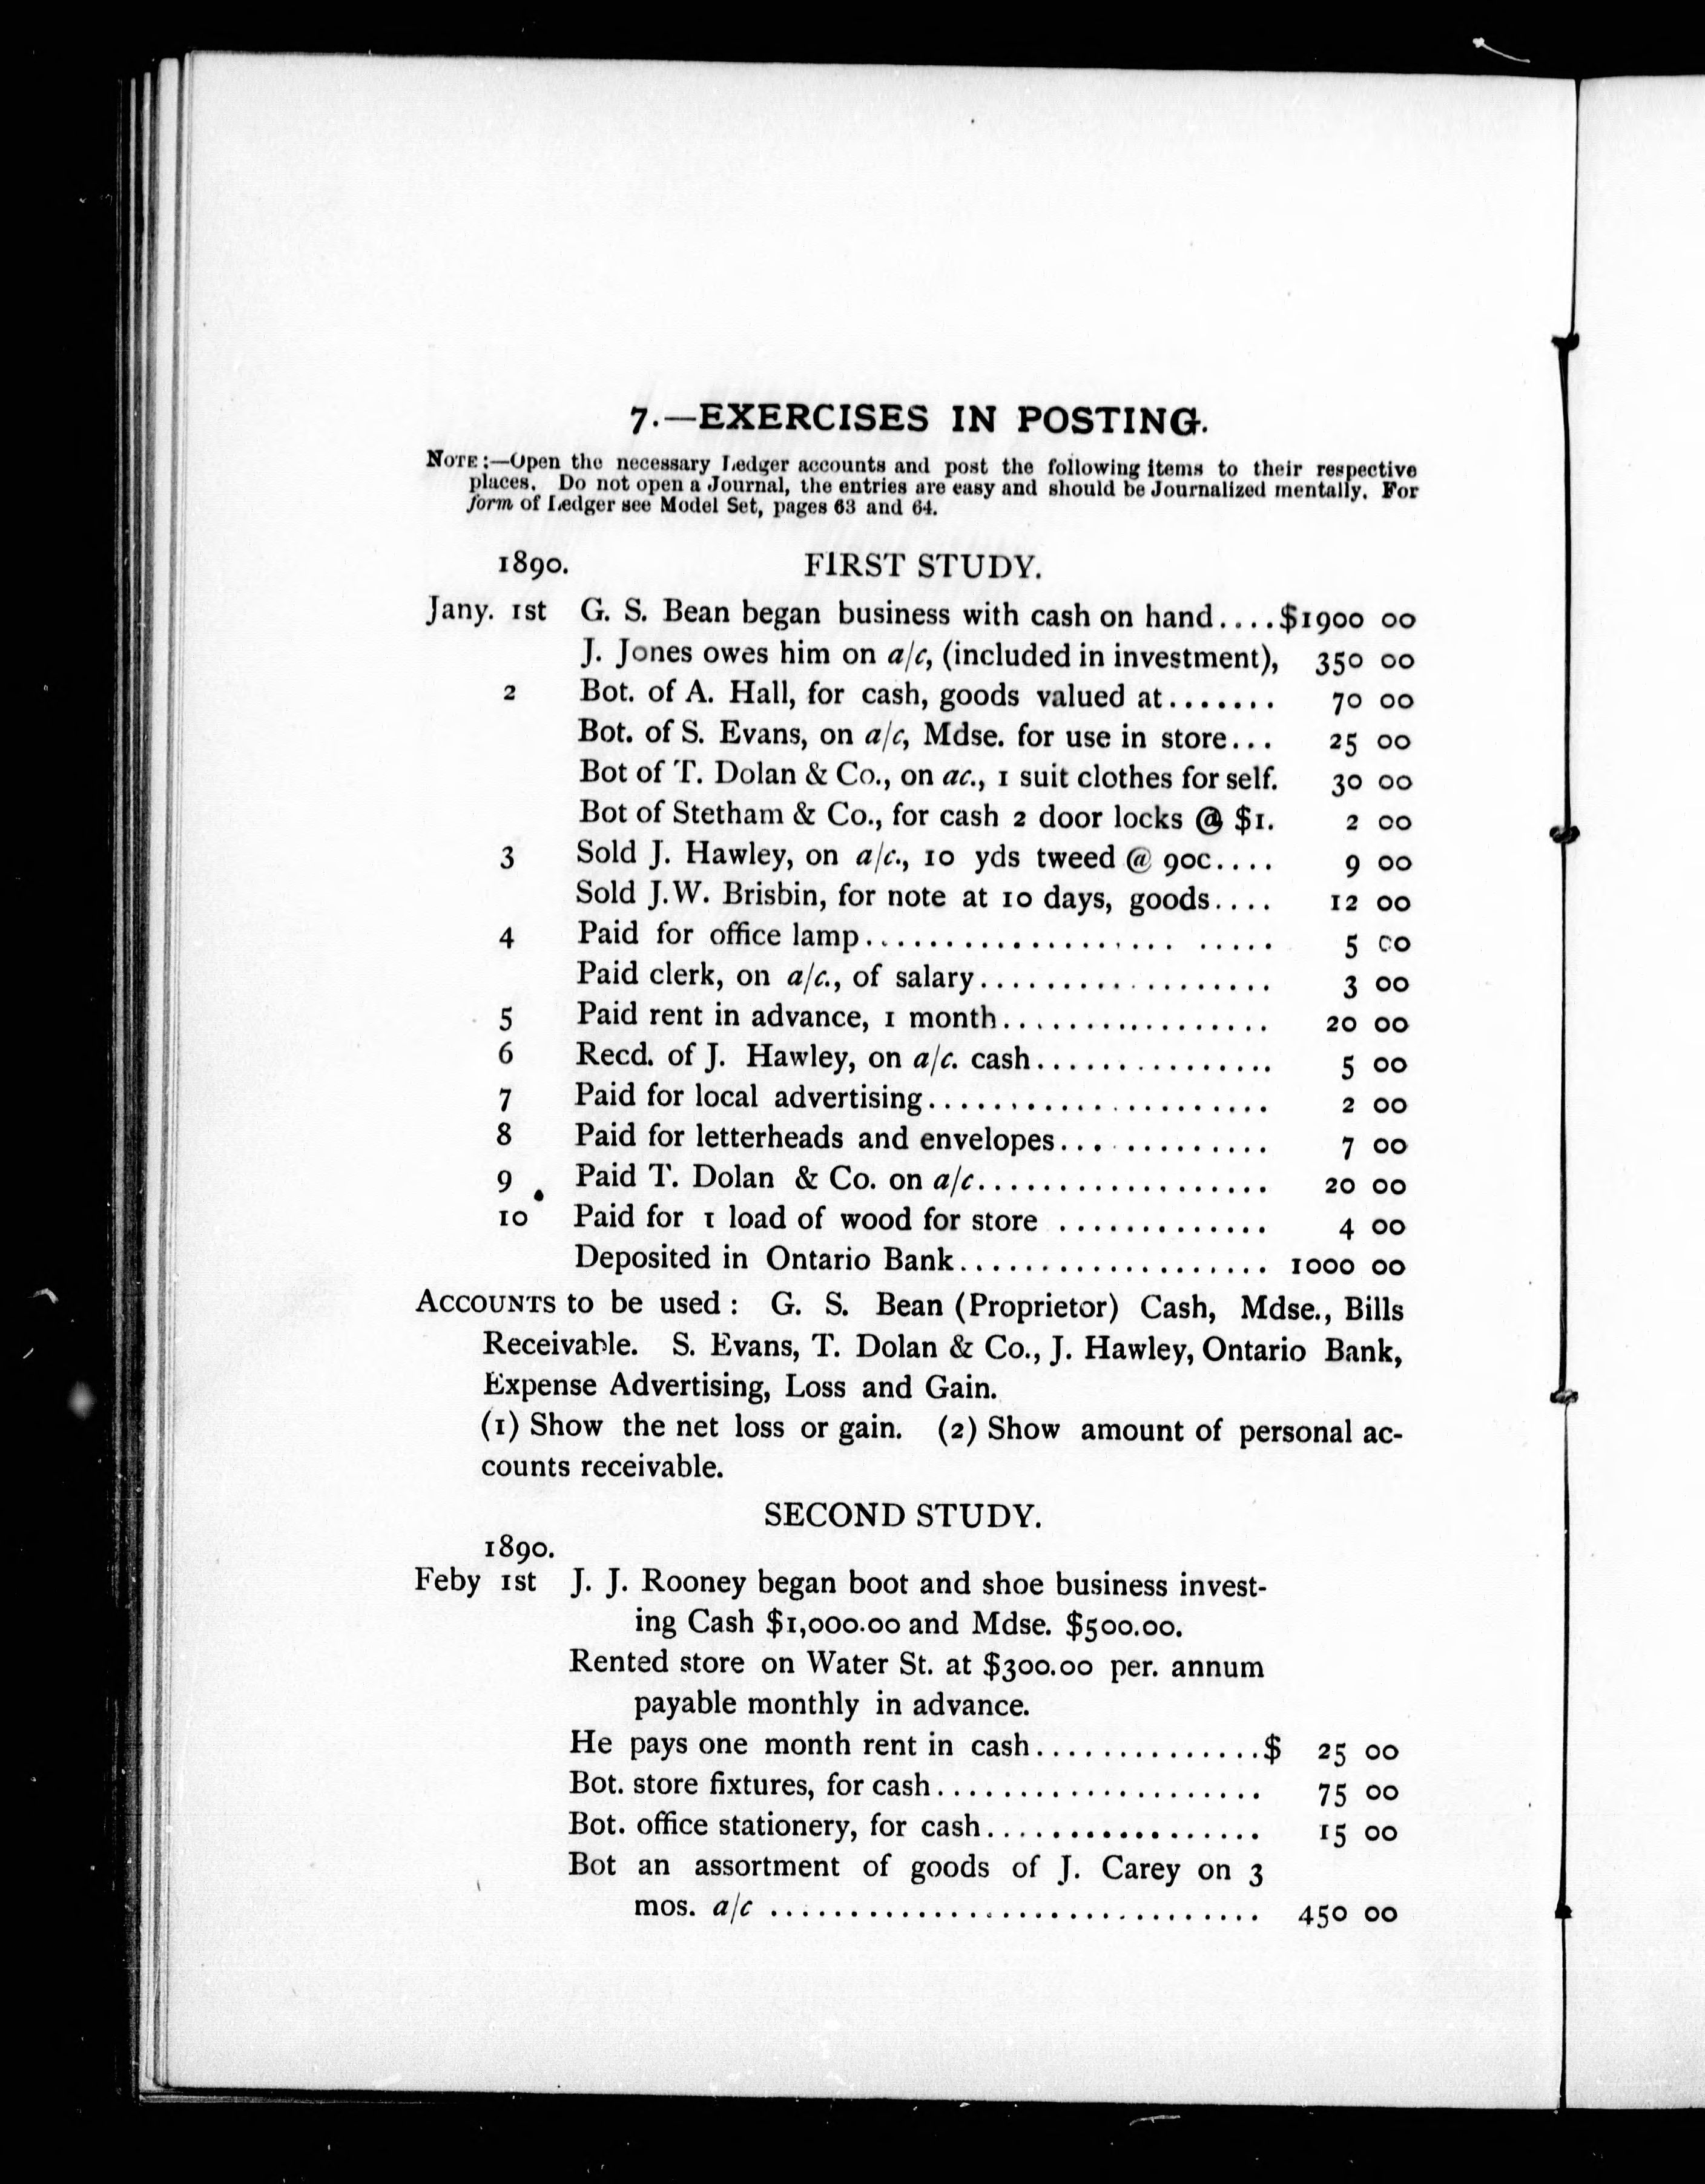 7.—EXERCISES IN POSTING.
NOTE:—Open the necessary Ledger accounts and post the following items to their respective
places. Do not open a Journal, the entries are easy and should be Journalized mentally. For
form of Ledger see Model Set, pages 63 and 64.
1890. FIRST STUDY.
Jany. 1st G. S. Bean began business with cash on hand....$1900 00
J. Jones owes him on a/c, (included in investment), 350 00
2 Bot. of A. Hall, for cash, goods valued at....... 70 00
Bot. of S. Evans, on a/c, Mdse. for use in store... 25 00
Bot of T. Dolan & Co., on ac., 1 suit clothes for self. 30 00
Bot of Stetham & Co., for cash 2 door locks @ $1. 2 00
3 Sold J. Hawley, on a/c., 10 yds tweed @ 90c.... 9 00
Sold J.W. Brisbin, for note at 10 days, goods.... 12 00
4 Paid for office lamp........................ 5 00
Paid clerk, on a/c., of salary.................. 3 00
5 Paid rent in advance, 1 month................. 20 00
6 Recd. of J. Hawley, on a/c. cash............... 5 00
7 Paid for local advertising..................... 2 00
8 Paid for letterheads and envelopes............. 7 00
9 Paid T. Dolan & Co. on a/c.................. 20 00
10 Paid for 1 load of wood for store ............. 4 00
Deposited in Ontario Bank................... 1000 00
ACCOUNTS to be used : G. S. Bean (Proprietor) Cash, Mdse., Bills
Receivable. S. Evans, T. Dolan & Co., J. Hawley, Ontario Bank,
Expense Advertising, Loss and Gain.
(1) Show the net loss or gain. (2) Show amount of personal ac-
counts receivable.
SECOND STUDY.
1890.
Feby 1st J. J. Rooney began boot and shoe business invest-
ing Cash $1,000.00 and Mdse. $500.00.
Rented store on Water St. at $300.00 per. annum
payable monthly in advance.
He pays one month rent in cash..............$ 25 00
Bot. store fixtures, for cash.................... 75 00
Bot. office stationery, for cash................. 15 00
Bot an assortment of goods of J. Carey on 3
mos. a/c ............................... 450 00